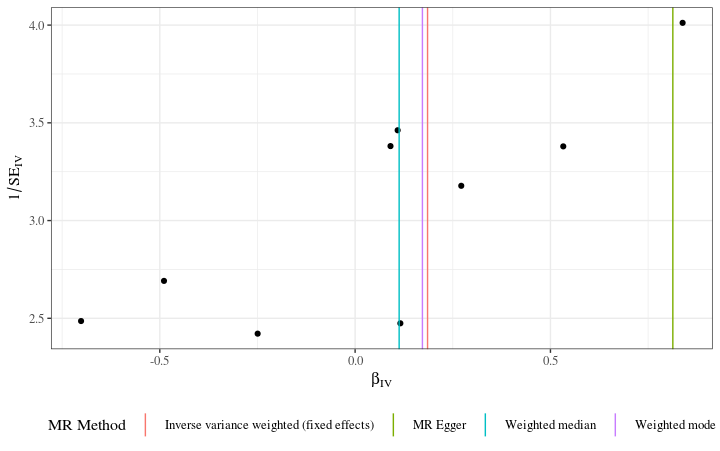 4.0
3.5
3.0
2.5
1/SE_IV
-0.5 0.0 0.5
β_IV
MR Method Inverse variance weighted (fixed effects) MR Egger Weighted median Weighted mode